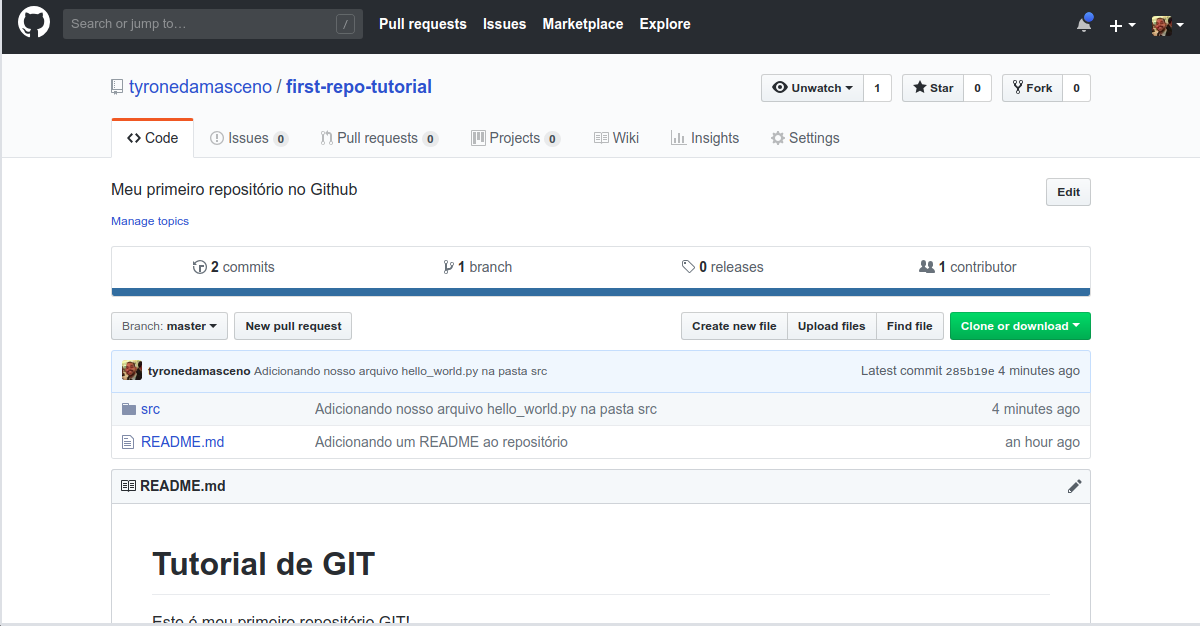 Search or jump to… / Pull requests Issues Marketplace Explore
tyronedamasceno / first-repo-tutorial Unwatch 1 Star 0 Fork 0
Code Issues 0 Pull requests 0 Projects 0 Wiki Insights Settings
Meu primeiro repositório no Github Edit
Manage topics
2 commits 1 branch 0 releases 1 contributor
Branch: master New pull request Create new file Upload files Find file Clone or download
tyronedamasceno Adicionando nosso arquivo hello_world.py na pasta src Latest commit 285b19e 4 minutes ago
src Adicionando nosso arquivo hello_world.py na pasta src 4 minutes ago
README.md Adicionando um README ao repositório an hour ago
README.md
Tutorial de GIT
Este é meu primeiro repositório GIT!